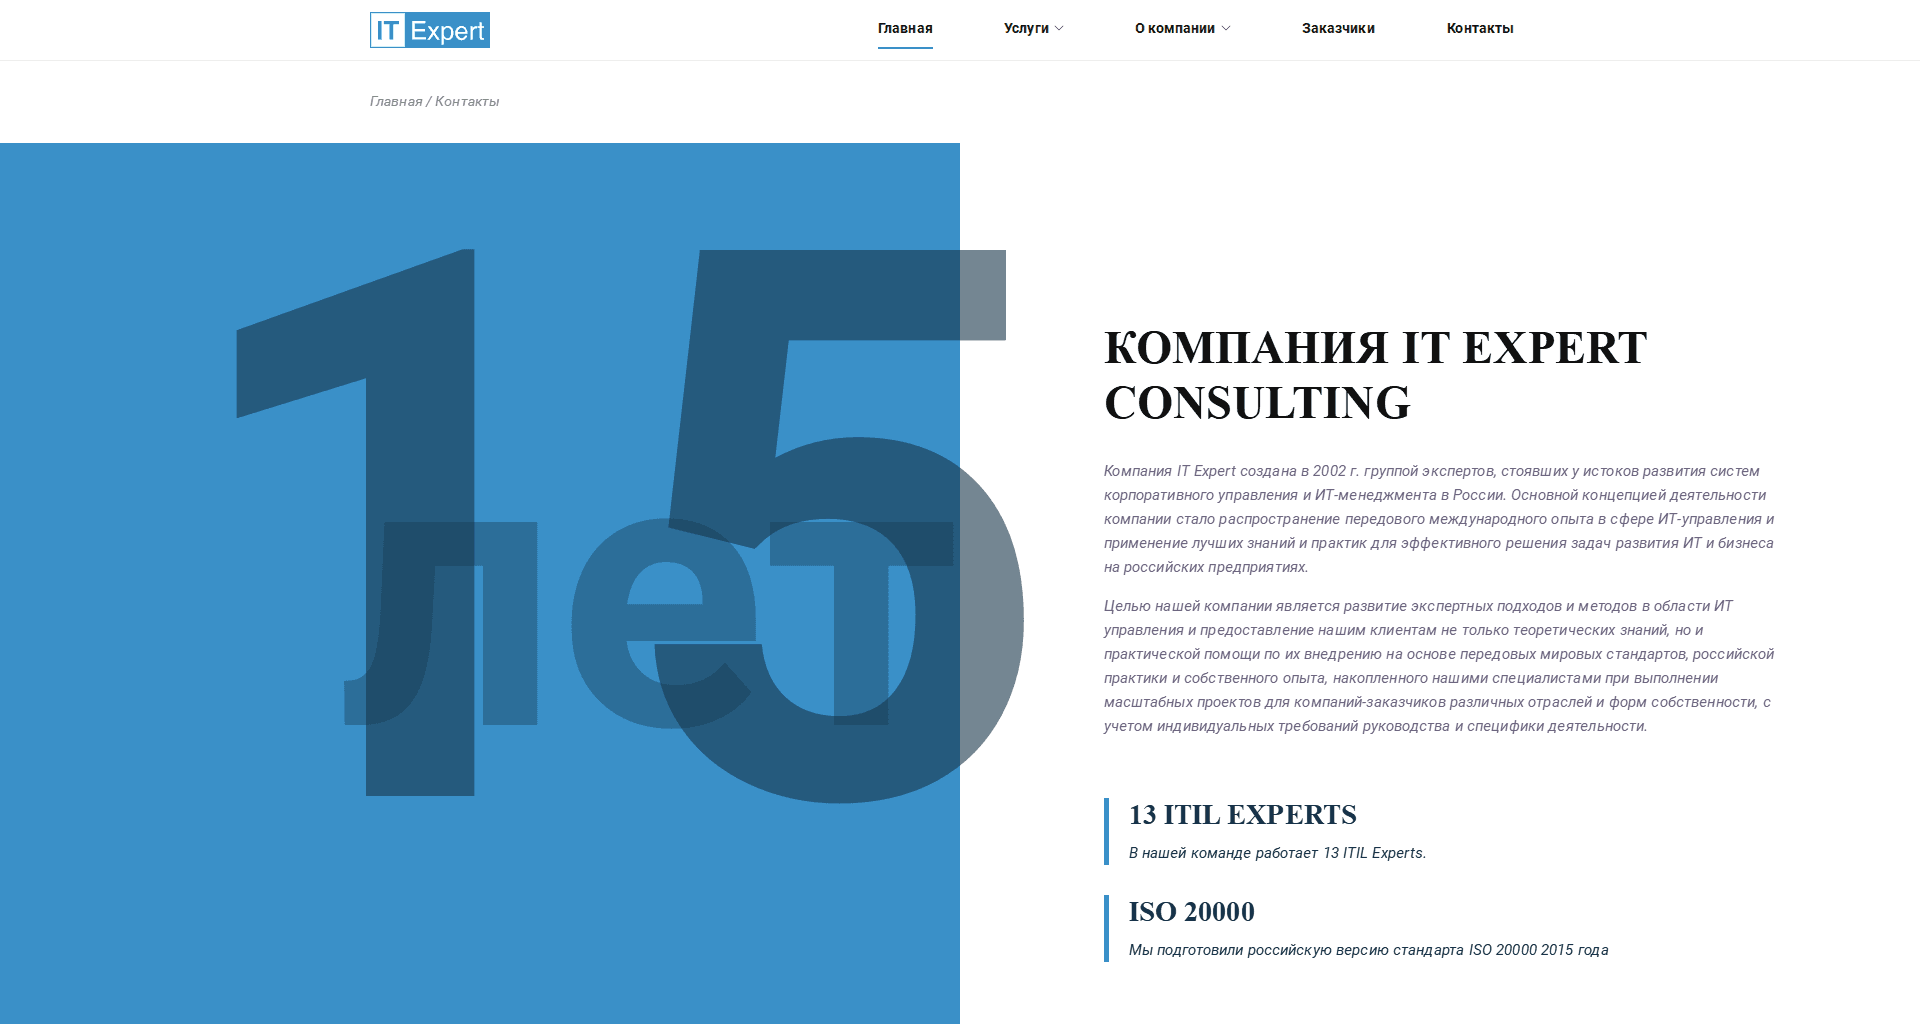 IT Expert
Главная
Услуги
О компании
Заказчики
Контакты
Главная / Контакты
15
лет
КОМПАНИЯ IT EXPERT
CONSULTING
Компания IT Expert создана в 2002 г. группой экспертов, стоявших у истоков развития систем
корпоративного управления и ИТ-менеджмента в России. Основной концепцией деятельности
компании стало распространение передового международного опыта в сфере ИТ-управления и
применение лучших знаний и практик для эффективного решения задач развития ИТ и бизнеса
на российских предприятиях.
Целью нашей компании является развитие экспертных подходов и методов в области ИТ
управления и предоставление нашим клиентам не только теоретических знаний, но и
практической помощи по их внедрению на основе передовых мировых стандартов, российской
практики и собственного опыта, накопленного нашими специалистами при выполнении
масштабных проектов для компаний-заказчиков различных отраслей и форм собственности, с
учетом индивидуальных требований руководства и специфики деятельности.
13 ITIL EXPERTS
В нашей команде работает 13 ITIL Experts.
ISO 20000
Мы подготовили российскую версию стандарта ISO 20000 2015 года